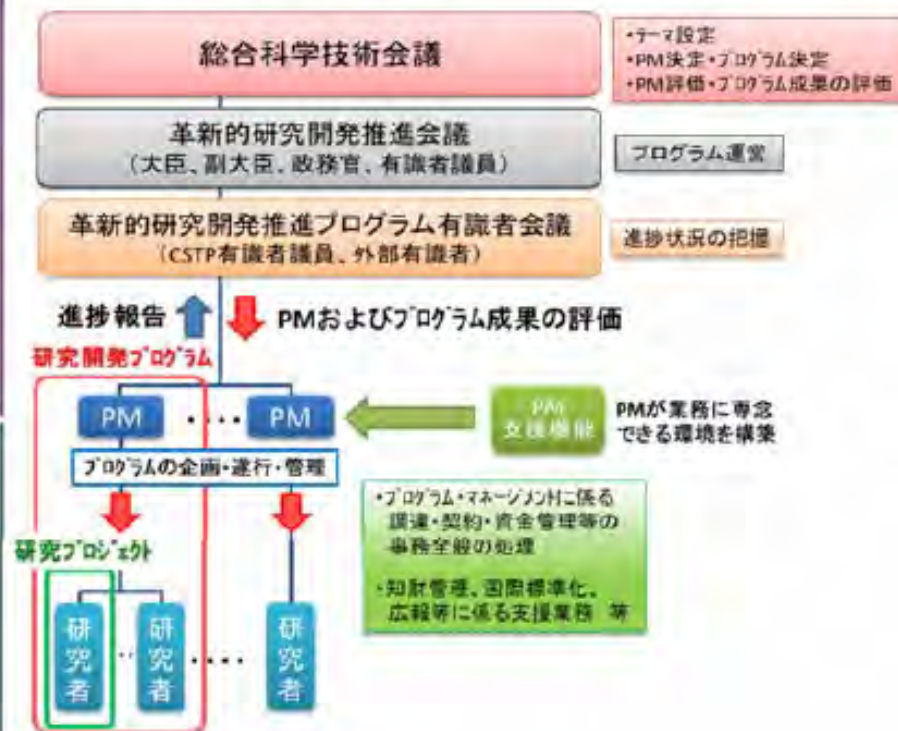 総合科学技術会議
・テーマ設定
・PM決定・プログラム決定
・PM評価・プログラム成果の評価
革新的研究開発推進会議
（大臣、副大臣、政務官、有識者議員）
プログラム運営
革新的研究開発推進プログラム有識者会議
（CSTP有識者議員、外部有識者）
進捗状況の把握
進捗報告
PMおよびプログラム成果の評価
研究開発プログラム
PM
・・・・
PM
PM
支援機能
PMが業務に専念
できる環境を構築
プログラムの企画・遂行・管理
・プログラム・マネージメントに係る
調達・契約・資金管理等の
事務全般の処理
・知財管理、国際標準化、
広報等に係る支援業務 等
研究プロジェクト
研究者
・・
研究者
・・・・
研究者